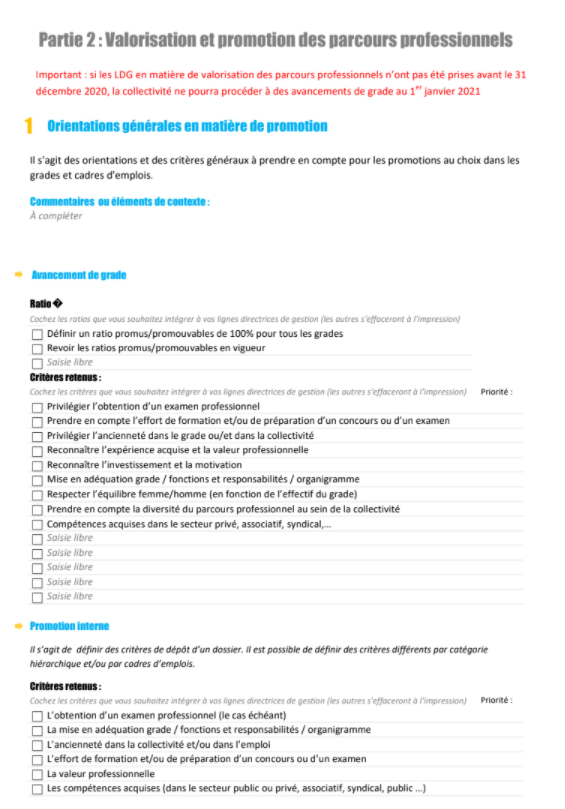 Partie 2 : Valorisation et promotion des parcours professionnels
Important : si les LDG en matière de valorisation des parcours professionnels n'ont pas été prises avant le 31
décembre 2020, la collectivité ne pourra procéder à des avancements de grade au 1er janvier 2021
1 Orientations générales en matière de promotion
Il s'agit des orientations et des critères généraux à prendre en compte pour les promotions au choix dans les
grades et cadres d'emplois.
Commentaires ou éléments de contexte :
À compléter
Avancement de grade
Ratio �
Cochez les ratios que vous souhaitez intégrer à vos lignes directrices de gestion (les autres s'effaceront à l'impression)
Définir un ratio promus/promouvables de 100% pour tous les grades
Revoir les ratios promus/promouvables en vigueur
Saisie libre
Critères retenus :
Cochez les critères que vous souhaitez intégrer à vos lignes directrices de gestion (les autres s'effaceront à l'impression) Priorité :
Privilégier l'obtention d'un examen professionnel
Prendre en compte l'effort de formation et/ou de préparation d'un concours ou d'un examen
Privilégier l'ancienneté dans le grade ou/et dans la collectivité
Reconnaître l'expérience acquise et la valeur professionnelle
Reconnaître l'investissement et la motivation
Mise en adéquation grade / fonctions et responsabilités / organigramme
Respecter l'équilibre femme/homme (en fonction de l'effectif du grade)
Prendre en compte la diversité du parcours professionnel au sein de la collectivité
Compétences acquises dans le secteur privé, associatif, syndical,...
Saisie libre
Saisie libre
Saisie libre
Saisie libre
Saisie libre
Promotion interne
Il s'agit de définir des critères de dépôt d'un dossier. Il est possible de définir des critères différents par catégorie
hiérarchique et/ou par cadres d'emplois.
Critères retenus :
Cochez les critères que vous souhaitez intégrer à vos lignes directrices de gestion (les autres s'effaceront à l'impression) Priorité :
L'obtention d'un examen professionnel (le cas échéant)
La mise en adéquation grade / fonctions et responsabilités / organigramme
L'ancienneté dans la collectivité et/ou dans l'emploi
L'effort de formation et/ou de préparation d'un concours ou d'un examen
La valeur professionnelle
Les compétences acquises (dans le secteur public ou privé, associatif, syndical, public ...)